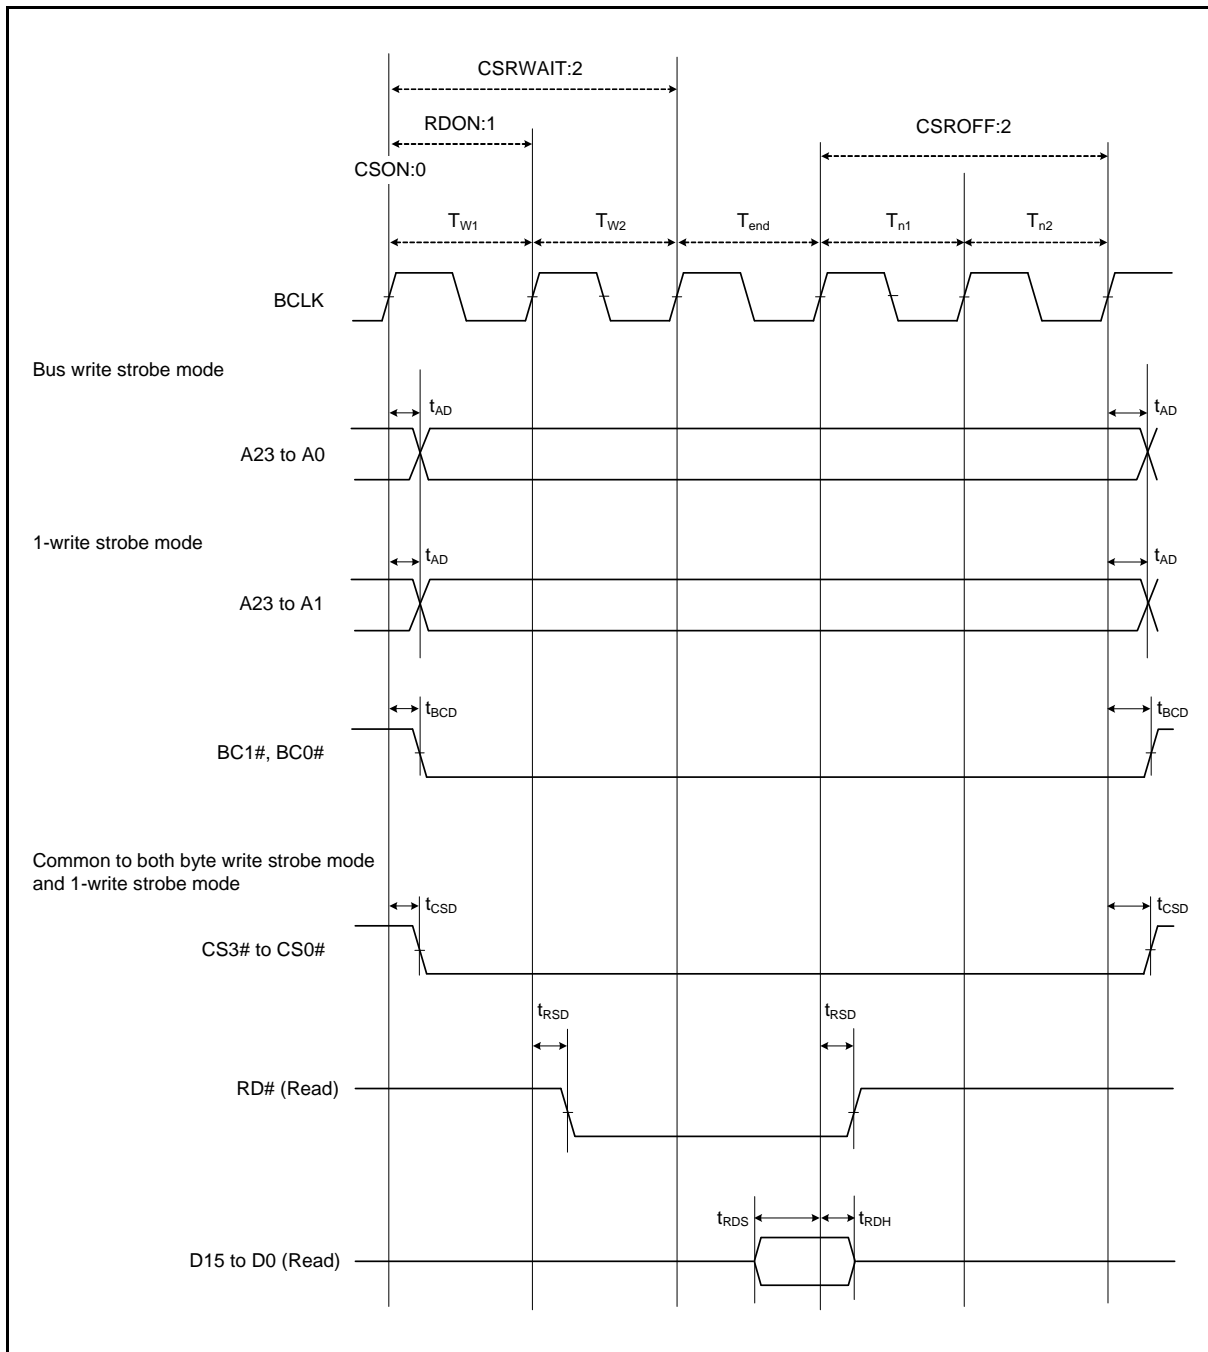 CSRWAIT:2
RDON:1
CSROFF:2
CSON:0
TW1
TW2
Tend
Tn1
Tn2
BCLK
Bus write strobe mode
tAD
tAD
A23 to A0
1-write strobe mode
tAD
tAD
A23 to A1
tBCD
tBCD
BC1#, BC0#
Common to both byte write strobe mode
and 1-write strobe mode
tCSD
tCSD
CS3# to CS0#
tRSD
tRSD
RD# (Read)
tRDS
tRDH
D15 to D0 (Read)